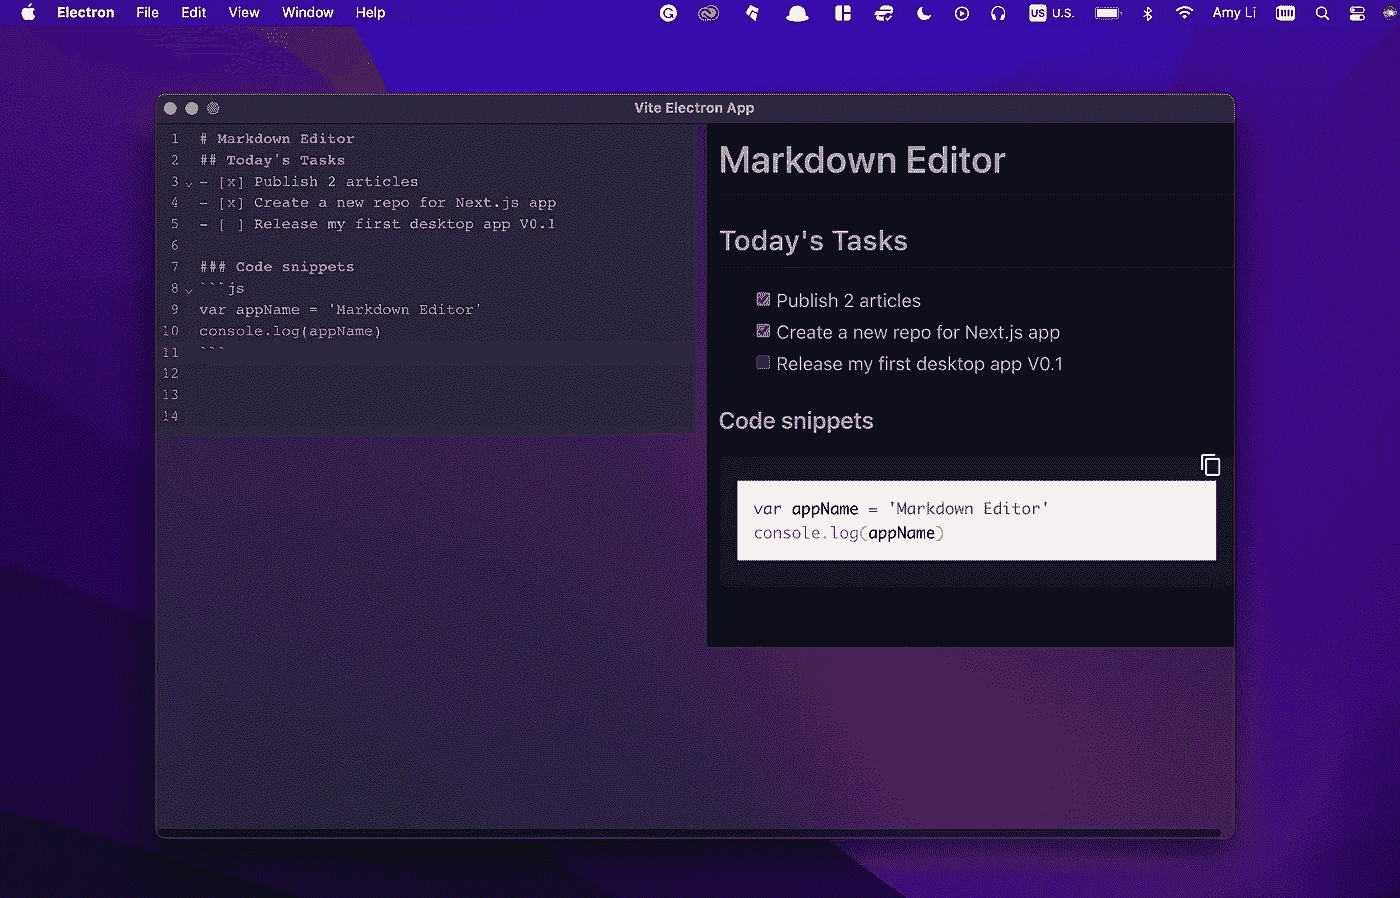 Electron File Edit View Window Help US U.S. Amy Li
Vite Electron App
1 # Markdown Editor
2 ## Today's Tasks
3 - [x] Publish 2 articles
4 - [x] Create a new repo for Next.js app
5 - [ ] Release my first desktop app V0.1
6
7 ### Code snippets
8 ```js
9 var appName = 'Markdown Editor'
10 console.log(appName)
11 ```
12
13
14
Markdown Editor
Today's Tasks
Publish 2 articles
Create a new repo for Next.js app
Release my first desktop app V0.1
Code snippets
var appName = 'Markdown Editor'
console.log(appName)